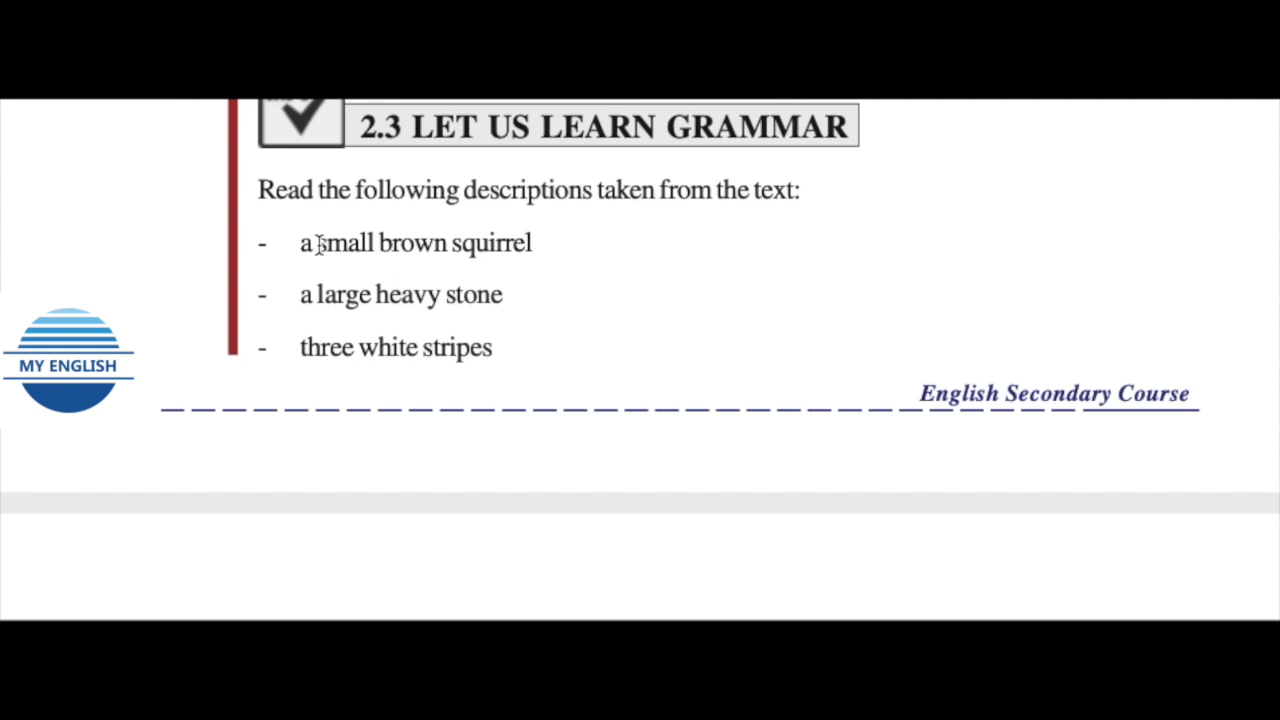 2.3 LET US LEARN GRAMMAR
Read the following descriptions taken from the text:
- a small brown squirrel
- a large heavy stone
- three white stripes
MY ENGLISH
English Secondary Course